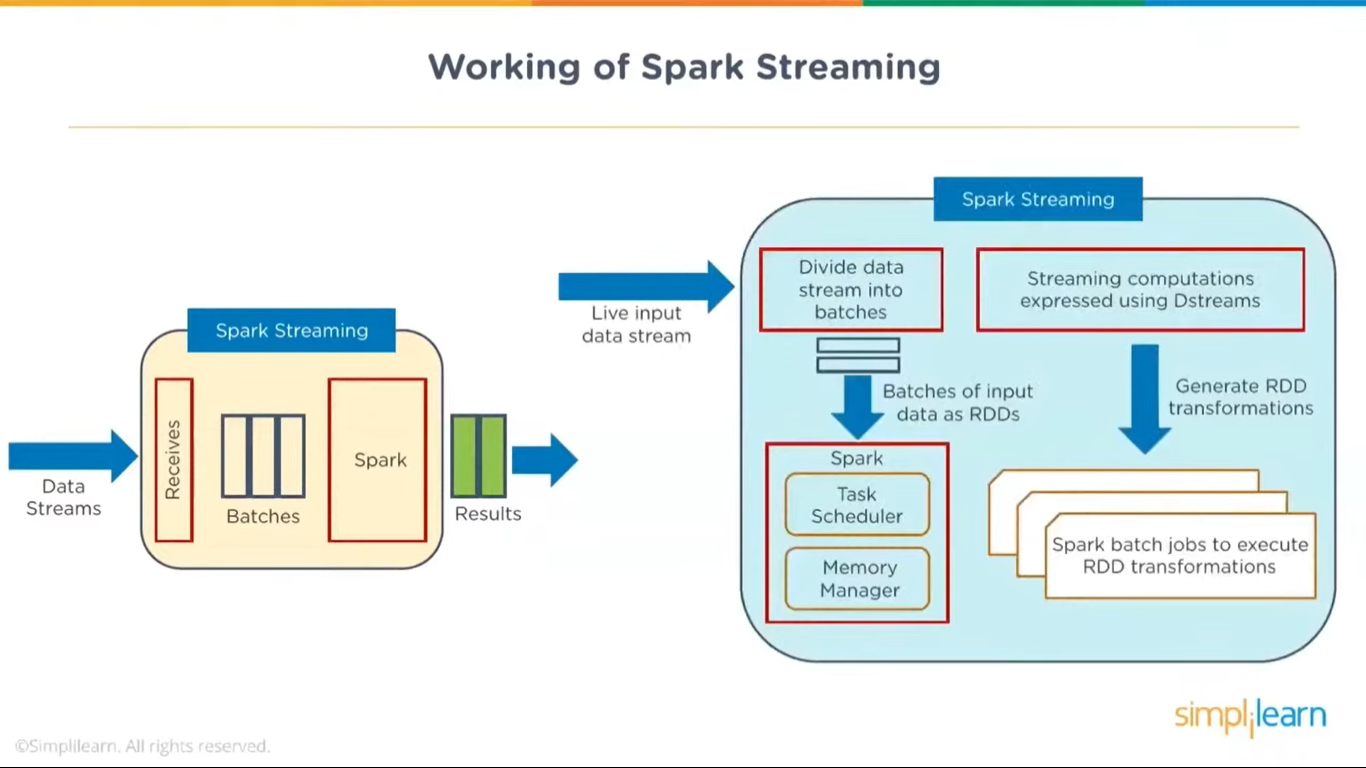 Working of Spark Streaming
Spark Streaming
Data
Streams
Receives
Batches
Spark
Results
Live input
data stream
Spark Streaming
Divide data
stream into
batches
Batches of input
data as RDDs
Spark
Task
Scheduler
Memory
Manager
Streaming computations
expressed using Dstreams
Generate RDD
transformations
Spark batch jobs to execute
RDD transformations
simplilearn
©Simplilearn. All rights reserved.